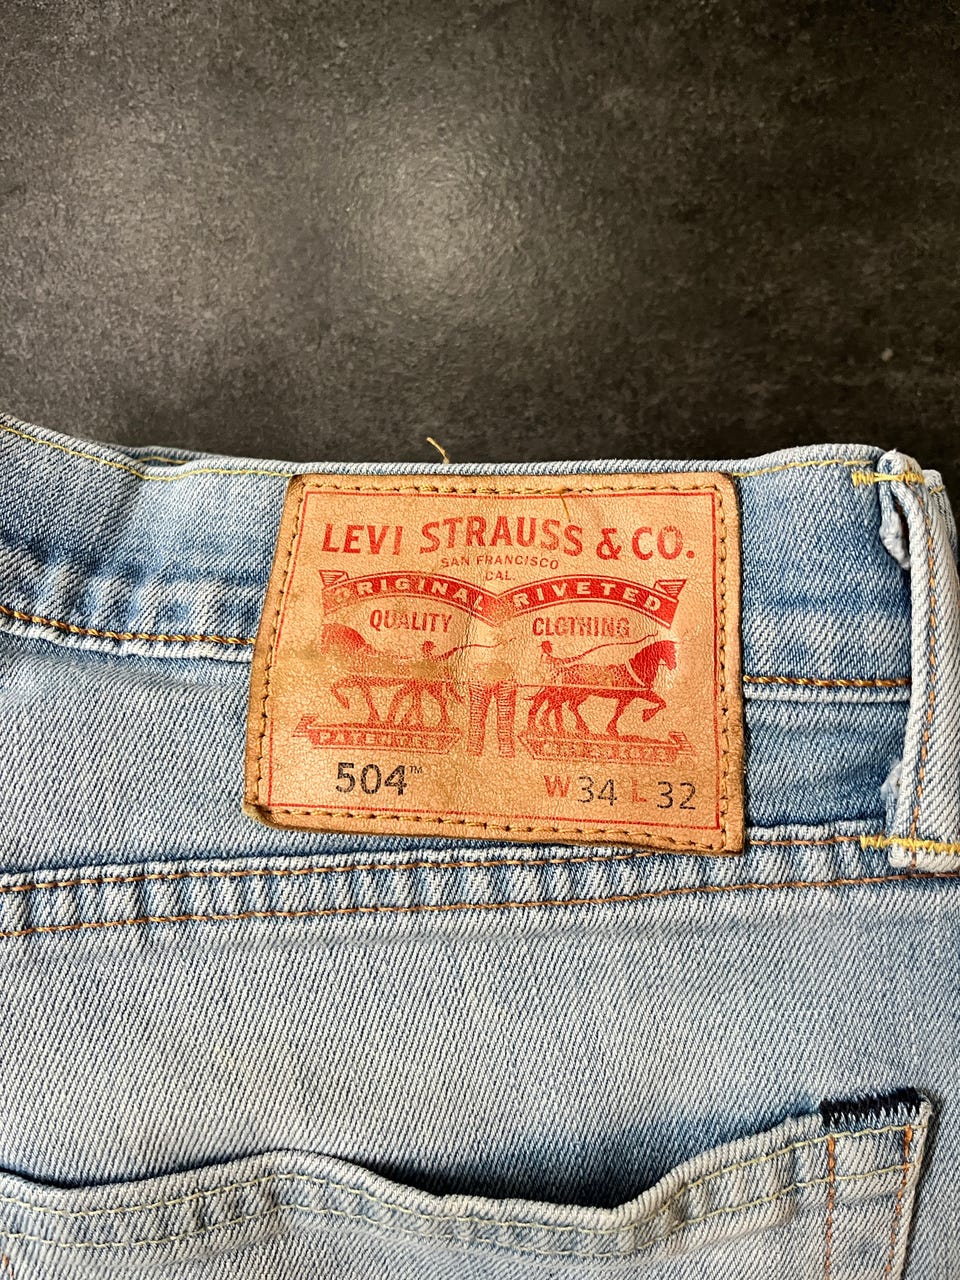 LEVI STRAUSS & CO.
SAN FRANCISCO
CAL.
ORIGINAL RIVETED
QUALITY CLOTHING
504™ W34 L32